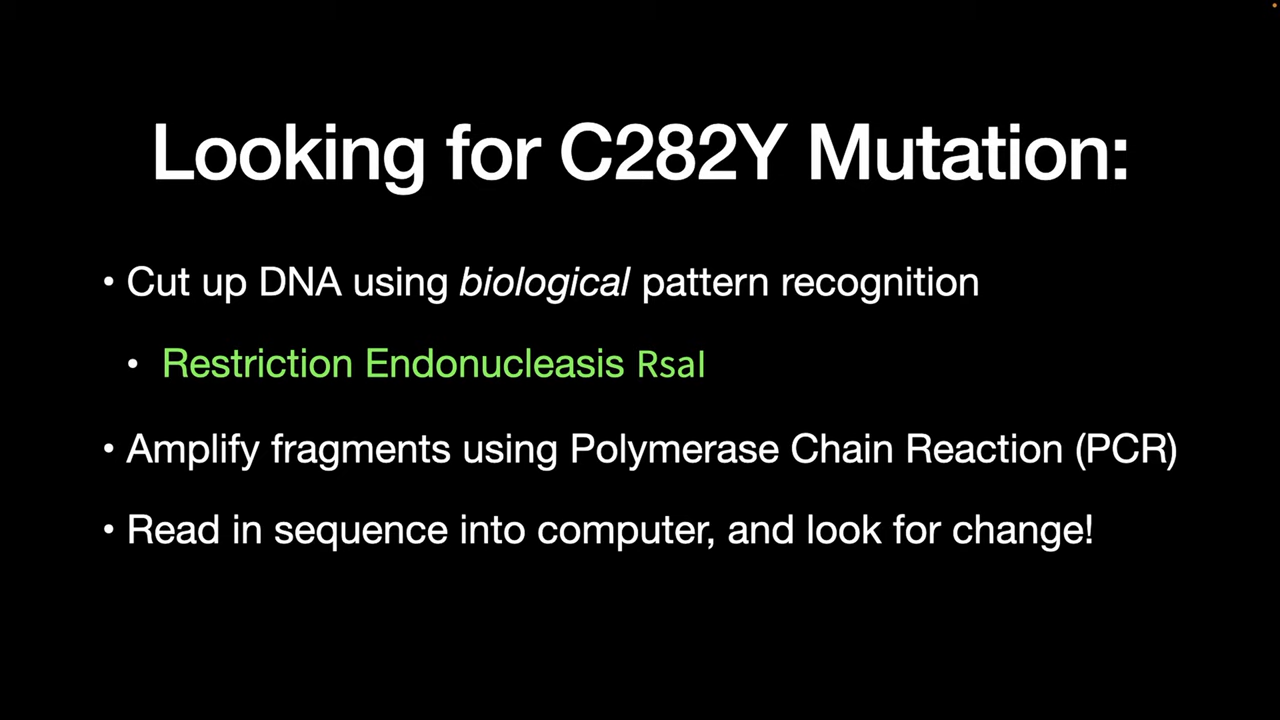 Looking for C282Y Mutation:
• Cut up DNA using biological pattern recognition
• Restriction Endonucleasis RsaI
• Amplify fragments using Polymerase Chain Reaction (PCR)
• Read in sequence into computer, and look for change!